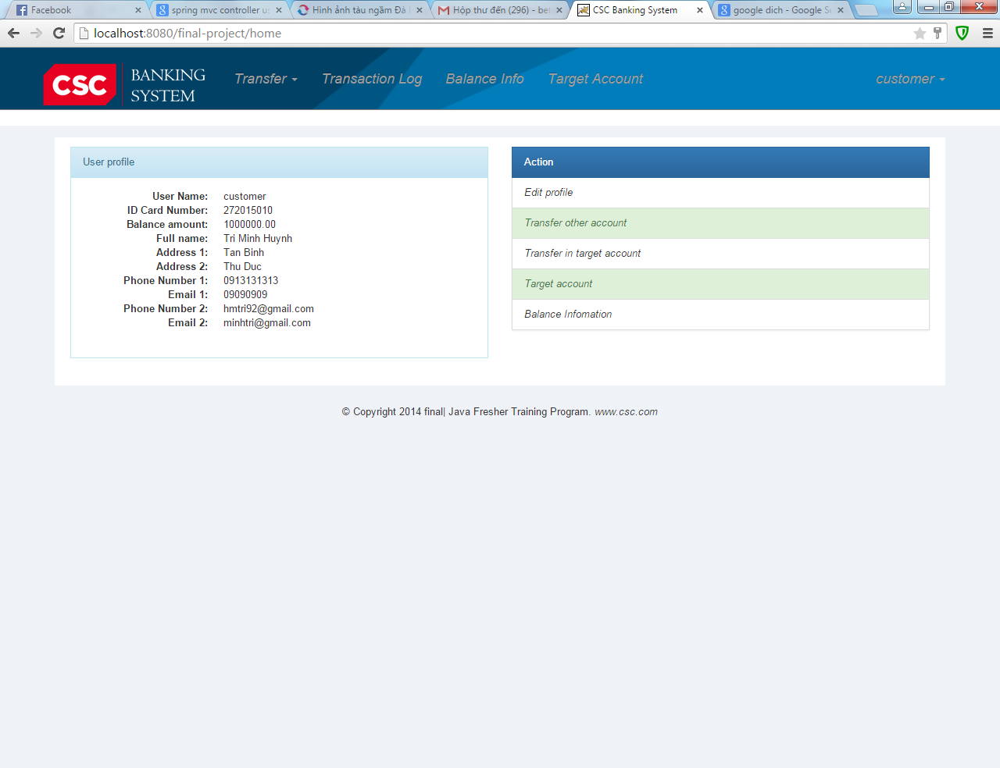 Facebook
spring mvc controller u
Hình ảnh tàu ngầm Đà
Hộp thư đến (296) - be
CSC Banking System
google dich - Google S
localhost:8080/final-project/home
CSC
BANKING
SYSTEM
Transfer
Transaction Log
Balance Info
Target Account
customer
User profile
User Name: customer
ID Card Number: 272015010
Balance amount: 1000000.00
Full name: Tri Minh Huynh
Address 1: Tan Binh
Address 2: Thu Duc
Phone Number 1: 0913131313
Email 1: 09090909
Phone Number 2: hmtri92@gmail.com
Email 2: minhtri@gmail.com
Action
Edit profile
Transfer other account
Transfer in target account
Target account
Balance Infomation
© Copyright 2014 final| Java Fresher Training Program. www.csc.com